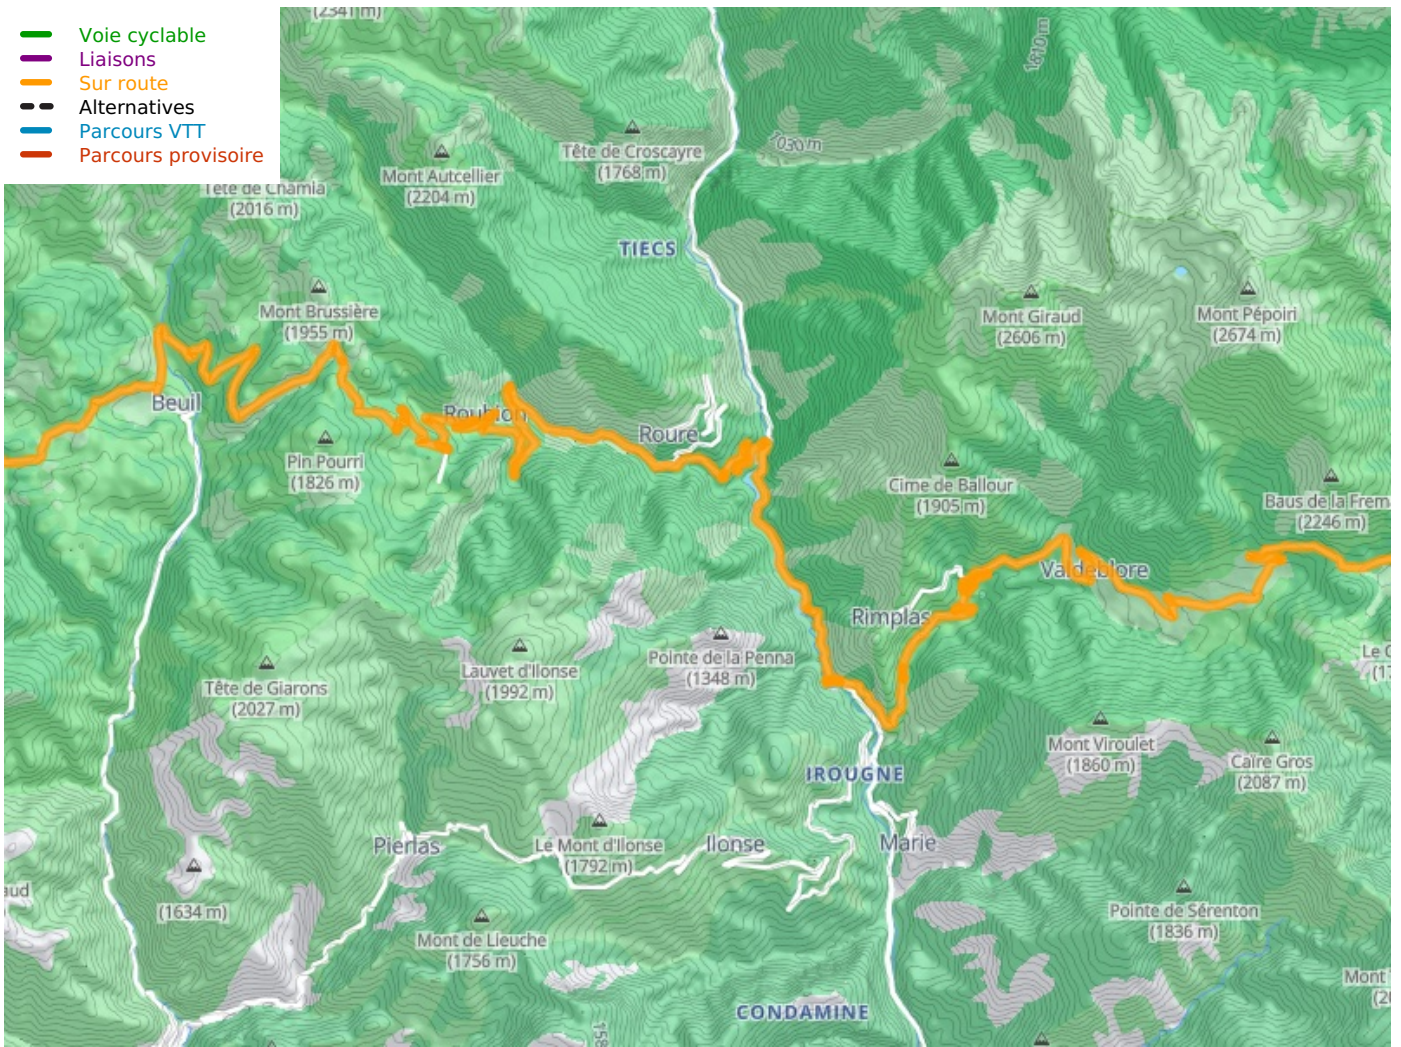 Voie cyclable
Liaisons
Sur route
Alternatives
Parcours VTT
Parcours provisoire
(2341 m)
1810 m
Tête de Croscayre
(1768 m)
Mont Autcellier
(2204 m)
Tête de Chamia
(2016 m)
TIECS
Mont Brussière
(1955 m)
Mont Giraud
(2606 m)
Mont Pépoiri
(2674 m)
Beuil
Roubion
Roure
Pin Pourri
(1826 m)
Cime de Ballour
(1905 m)
Baus de la Frem
(2246 m)
Valdeblore
Rimplas
Lauvet d'Ilonse
(1992 m)
Pointe de la Penna
(1348 m)
Tête de Giarons
(2027 m)
Mont Viroulet
(1860 m)
Caïre Gros
(2087 m)
IROUGNE
Pierlas
Le Mont d'Ilonse
(1792 m)
Ilonse
Marie
(1634 m)
Mont de Lieuche
(1756 m)
Pointe de Sérenton
(1836 m)
CONDAMINE
Mont